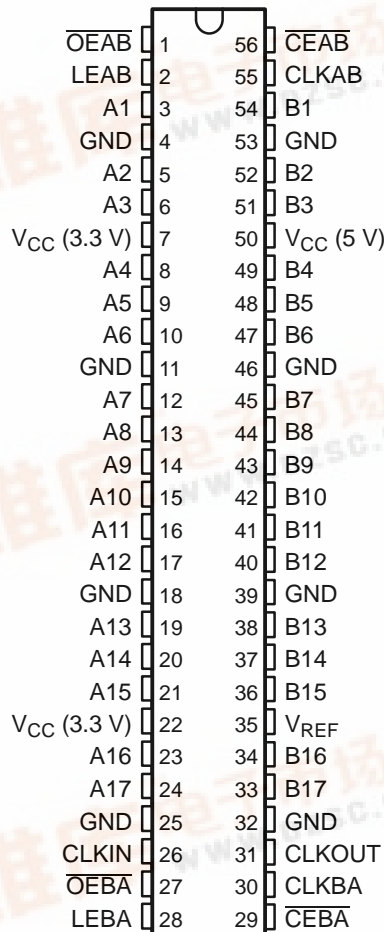 OEAB 1 56 CEAB
LEAB 2 55 CLKAB
A1 3 54 B1
GND 4 53 GND
A2 5 52 B2
A3 6 51 B3
VCC (3.3 V) 7 50 VCC (5 V)
A4 8 49 B4
A5 9 48 B5
A6 10 47 B6
GND 11 46 GND
A7 12 45 B7
A8 13 44 B8
A9 14 43 B9
A10 15 42 B10
A11 16 41 B11
A12 17 40 B12
GND 18 39 GND
A13 19 38 B13
A14 20 37 B14
A15 21 36 B15
VCC (3.3 V) 22 35 VREF
A16 23 34 B16
A17 24 33 B17
GND 25 32 GND
CLKIN 26 31 CLKOUT
OEBA 27 30 CLKBA
LEBA 28 29 CEBA